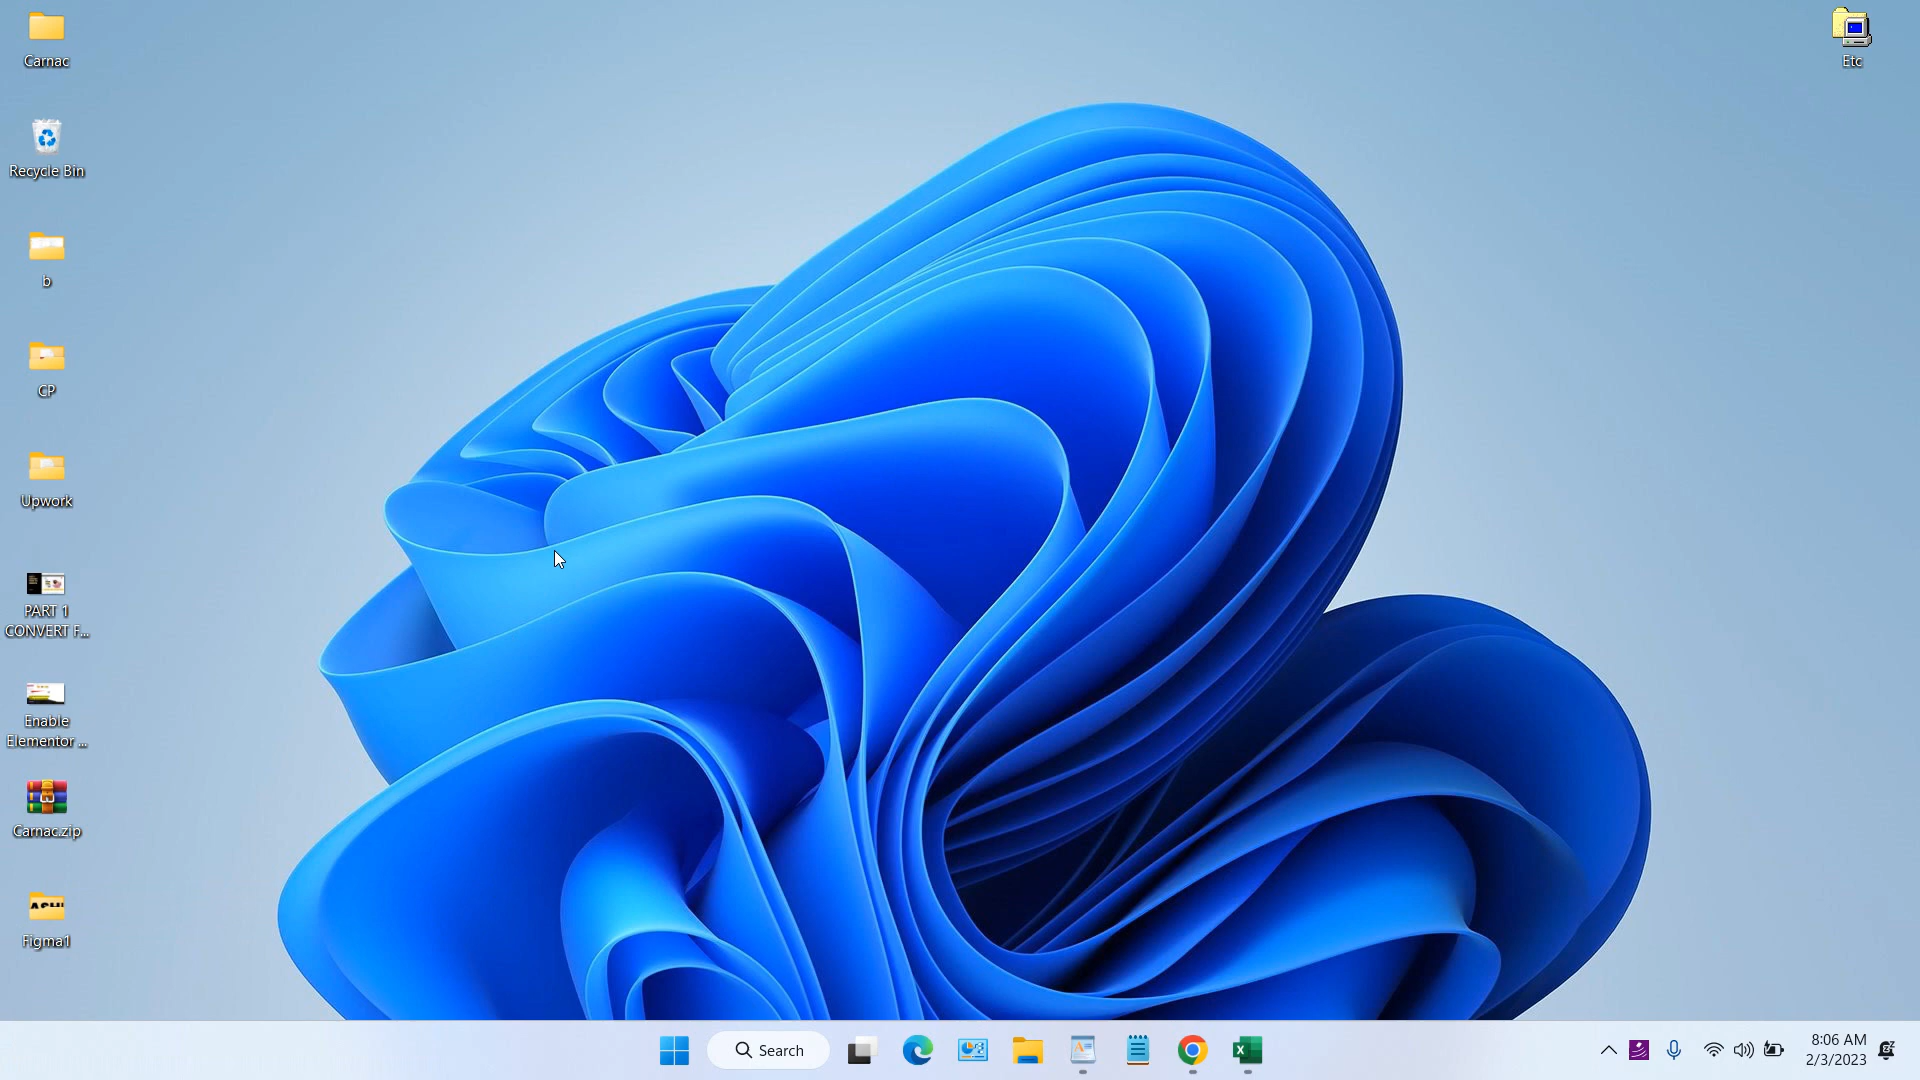 Carnac
Etc
Recycle Bin
b
CP
Upwork
PART 1
CONVERT F...
Enable
Elementor ...
Carnac.zip
Figma1
Search
8:06 AM
2/3/2023